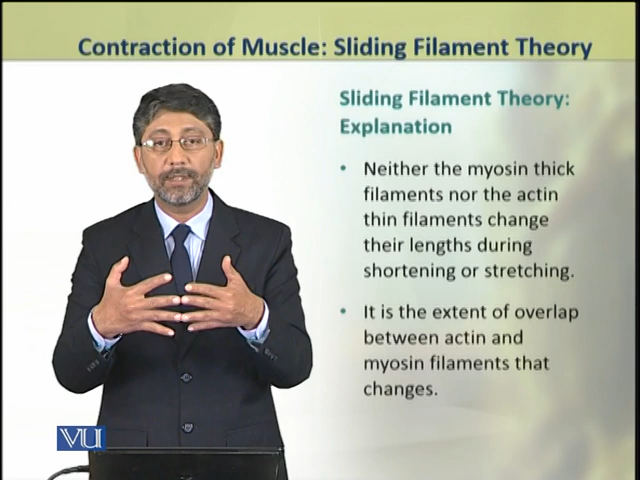 Contraction of Muscle: Sliding Filament Theory
Sliding Filament Theory:
Explanation
• Neither the myosin thick
filaments nor the actin
thin filaments change
their lengths during
shortening or stretching.
• It is the extent of overlap
between actin and
myosin filaments that
changes.
VU